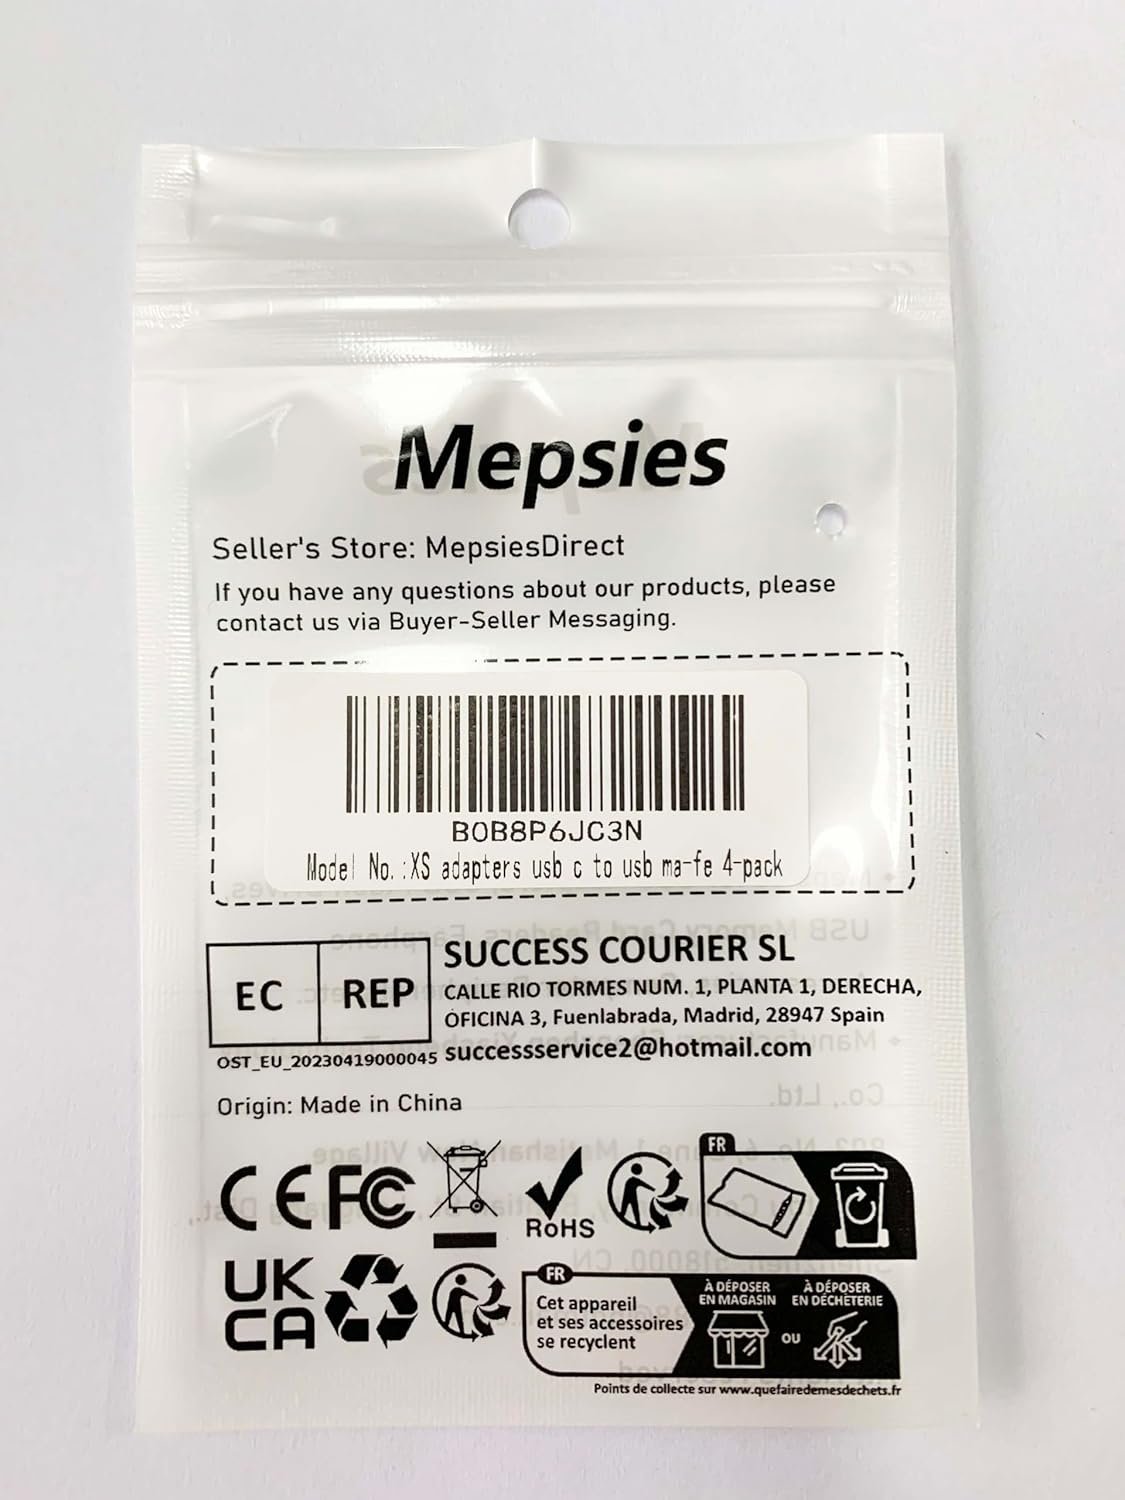 Mepsies
Seller's Store: MepsiesDirect
If you have any questions about our products, please
contact us via Buyer-Seller Messaging.
B0B8P6JC3N
Model No.:XS adapters usb c to usb ma-fe 4-pack
EC REP
SUCCESS COURIER SL
CALLE RIO TORMES NUM. 1, PLANTA 1, DERECHA,
OFICINA 3, Fuenlabrada, Madrid, 28947 Spain
OST_EU_20230419000045 successservice2@hotmail.com
Origin: Made in China
CE FC
RoHS
FR
UK
CA
FR
Cet appareil
et ses accessoires
se recyclent
À DÉPOSER
EN MAGASIN
OU
À DÉPOSER
EN DÉCHÈTERIE
Points de collecte sur www.quefairedemesdechets.fr